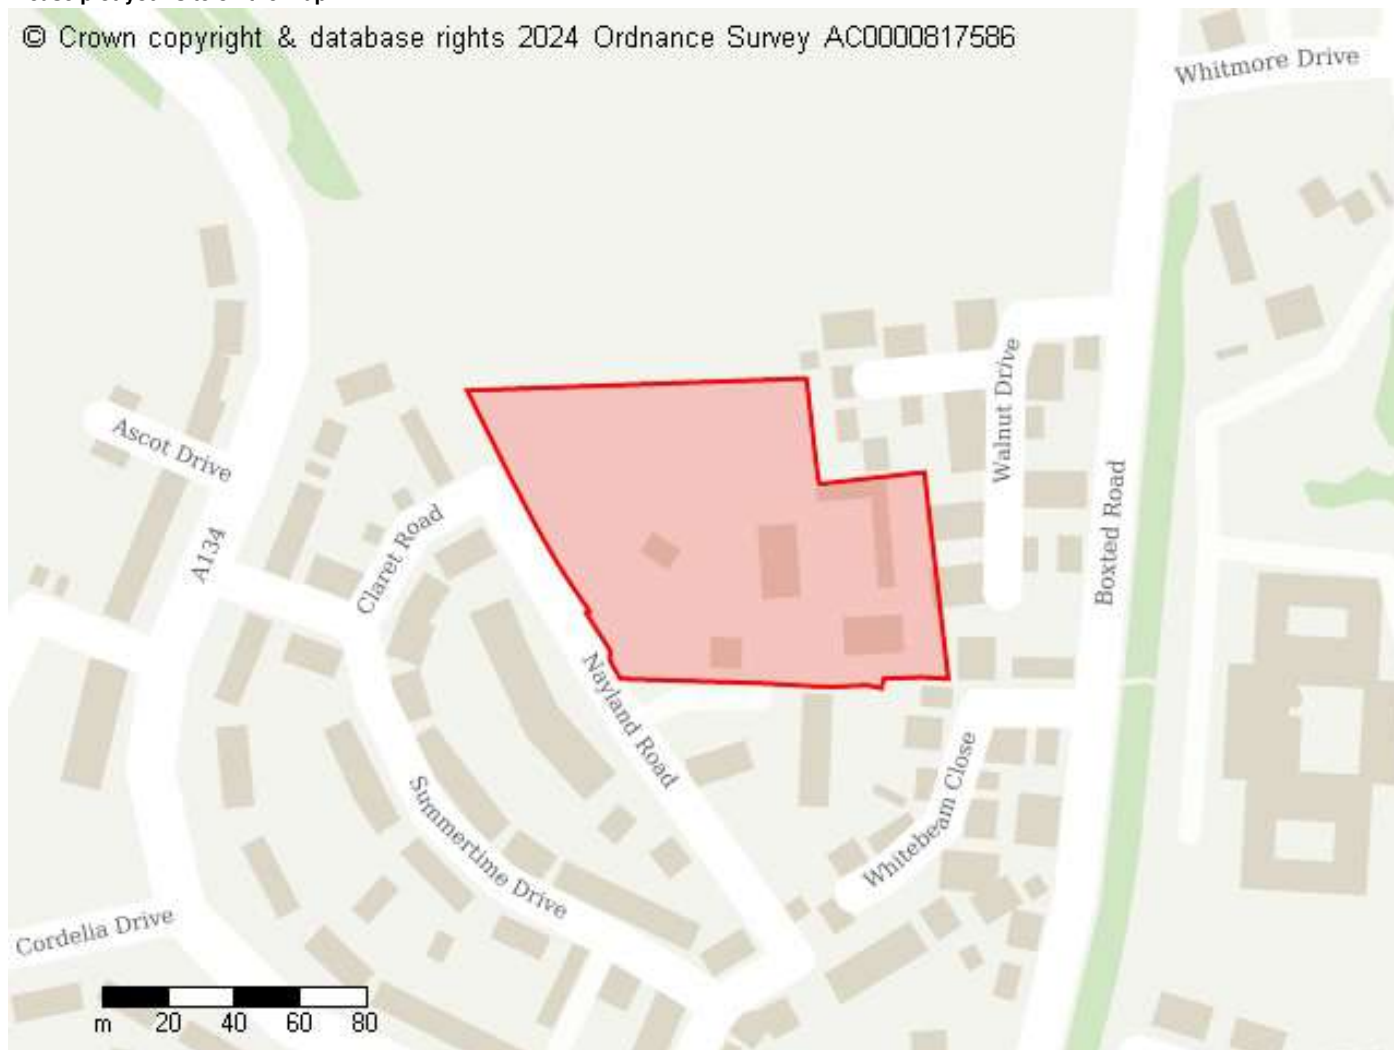 © Crown copyright & database rights 2024 Ordnance Survey AC0000817586
Whitmore Drive
Walnut Drive
Ascot Drive
A134
Claret Road
Boxted Road
Nayland Road
Whitebeam Close
Summertime Drive
Cordelia Drive
m 20 40 60 80